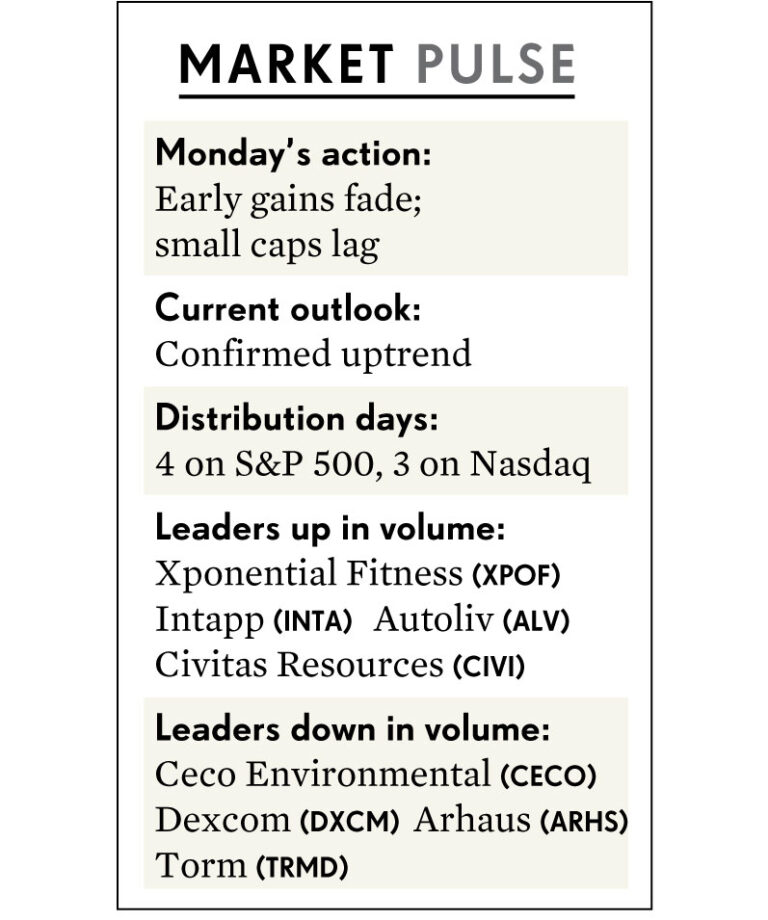 MARKET PULSE
Monday’s action:
Early gains fade;
small caps lag
Current outlook:
Confirmed uptrend
Distribution days:
4 on S&P 500, 3 on Nasdaq
Leaders up in volume:
Xponential Fitness (XPOF)
Intapp (INTA) Autoliv (ALV)
Civitas Resources (CIVI)
Leaders down in volume:
Ceco Environmental (CECO)
Dexcom (DXCM) Arhaus (ARHS)
Torm (TRMD)